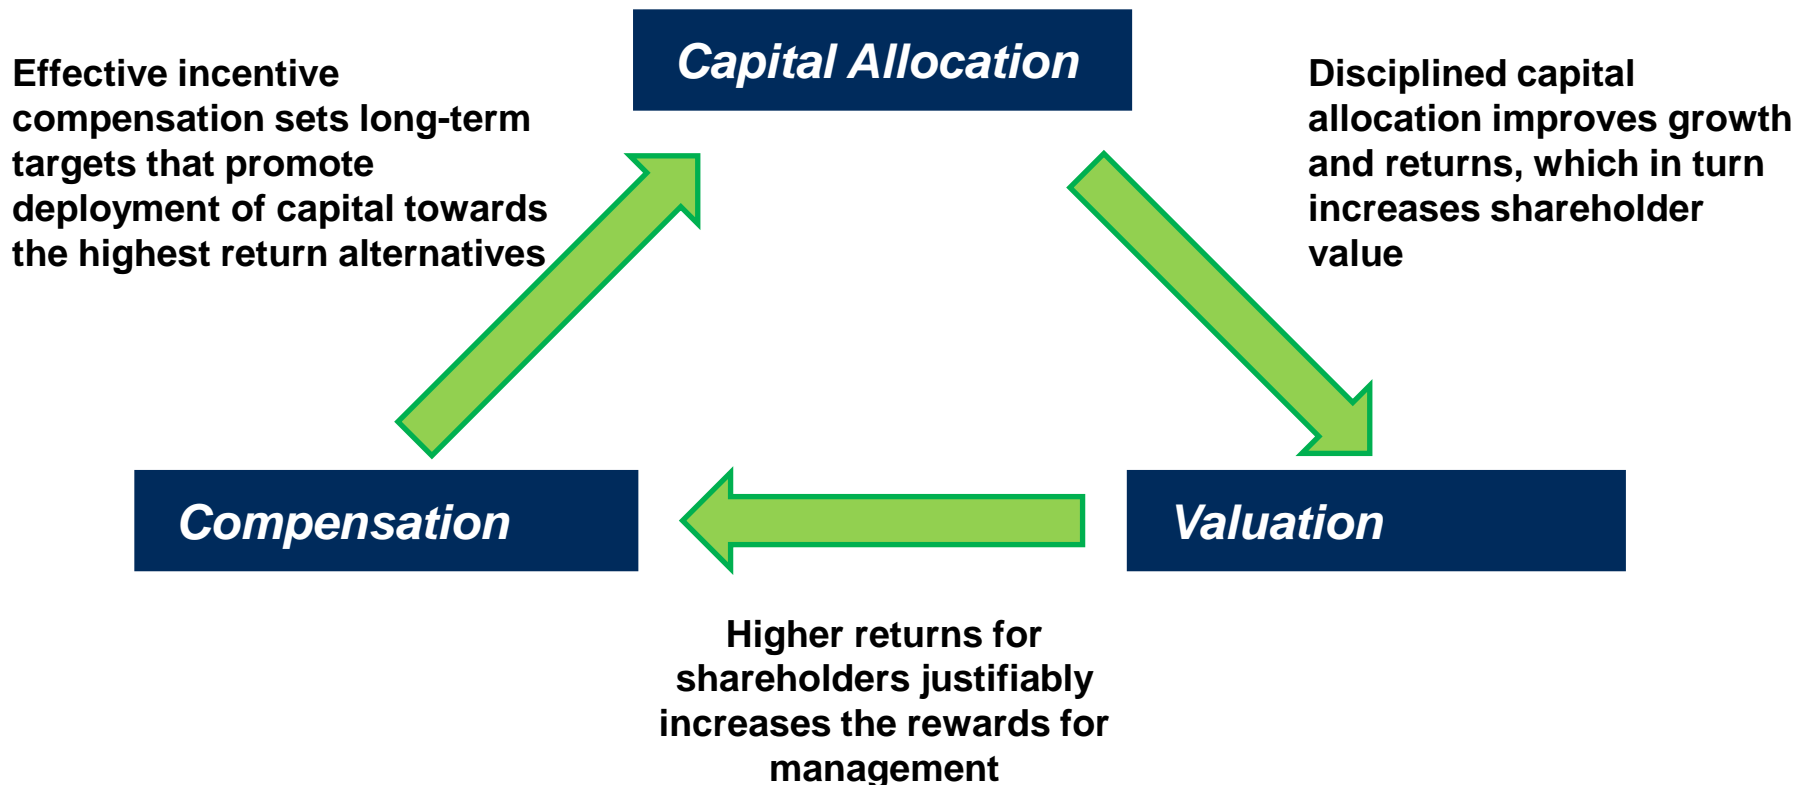 Capital Allocation
Effective incentive
compensation sets long-term
targets that promote
deployment of capital towards
the highest return alternatives
Disciplined capital
allocation improves growth
and returns, which in turn
increases shareholder
value
Compensation
Valuation
Higher returns for
shareholders justifiably
increases the rewards for
management